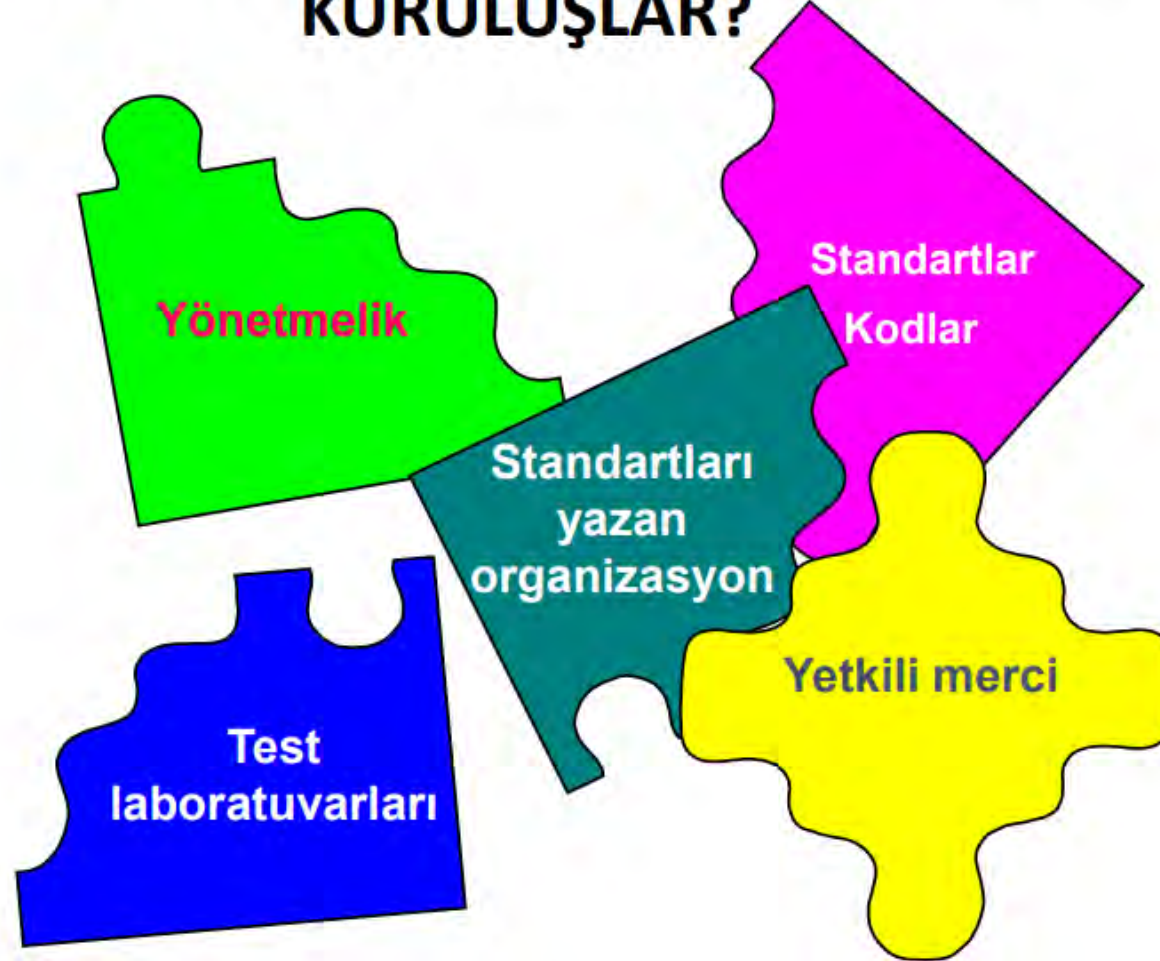 KURULUŞLAR?
Yönetmelik
Standartlar
Kodlar
Standartları
yazan
organizasyon
Yetkili merci
Test
laboratuvarları